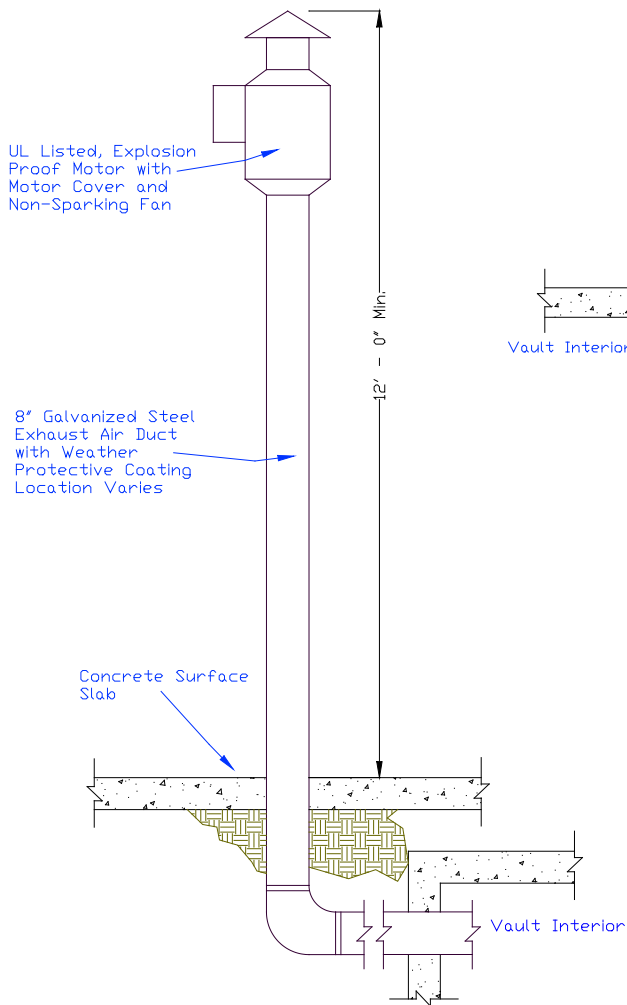 UL Listed, Explosion
Proof Motor with
Motor Cover and
Non-Sparking Fan
12' - 0" Min.
Vault Interior
8" Galvanized Steel
Exhaust Air Duct
with Weather
Protective Coating
Location Varies
Concrete Surface
Slab
Vault Interior